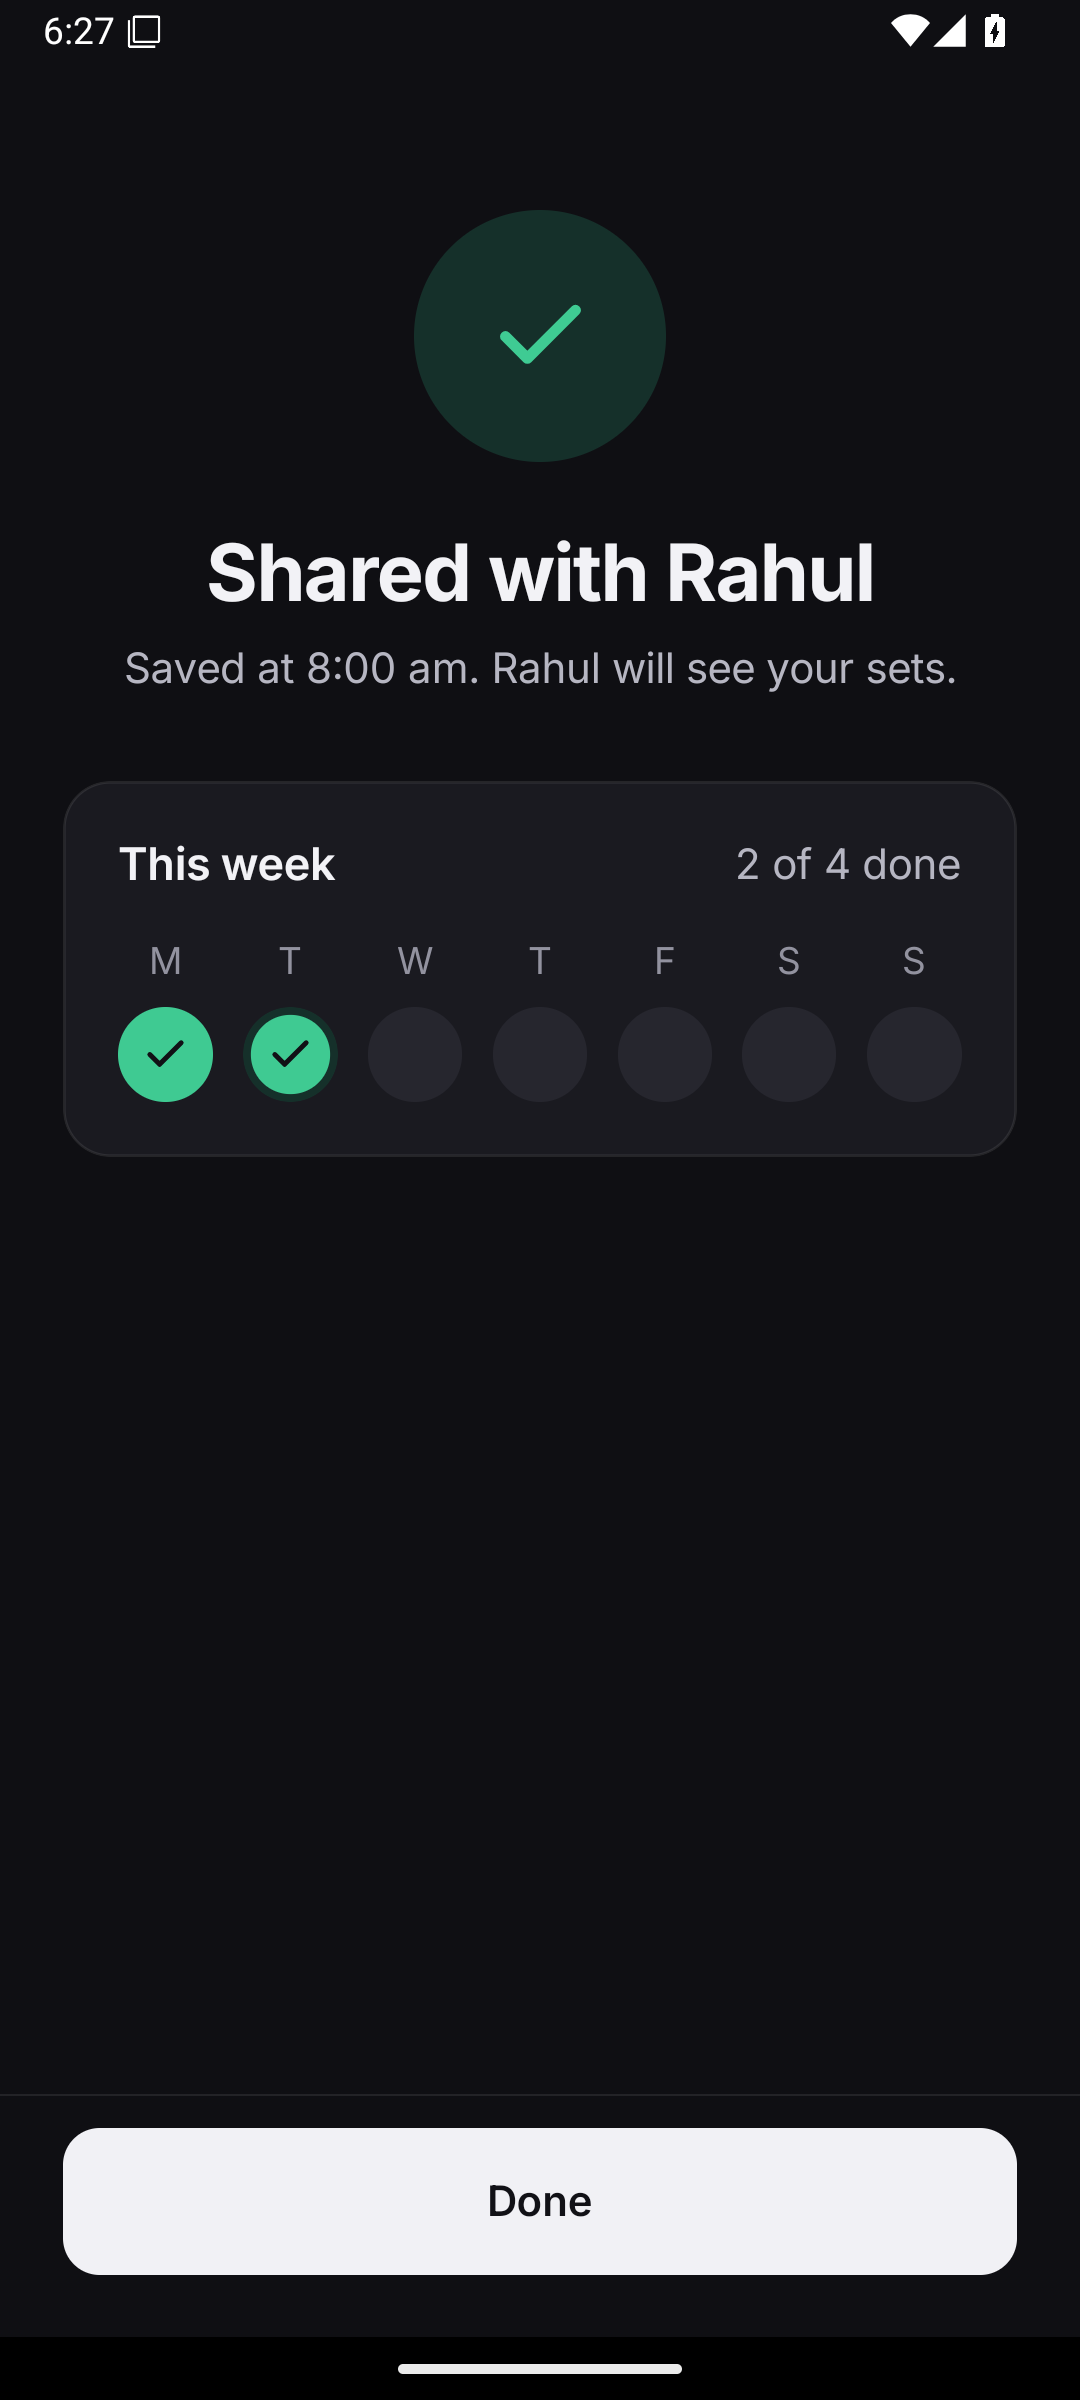 6:27
Shared with Rahul
Saved at 8:00 am. Rahul will see your sets.
This week 2 of 4 done
M T W T F S S
Done